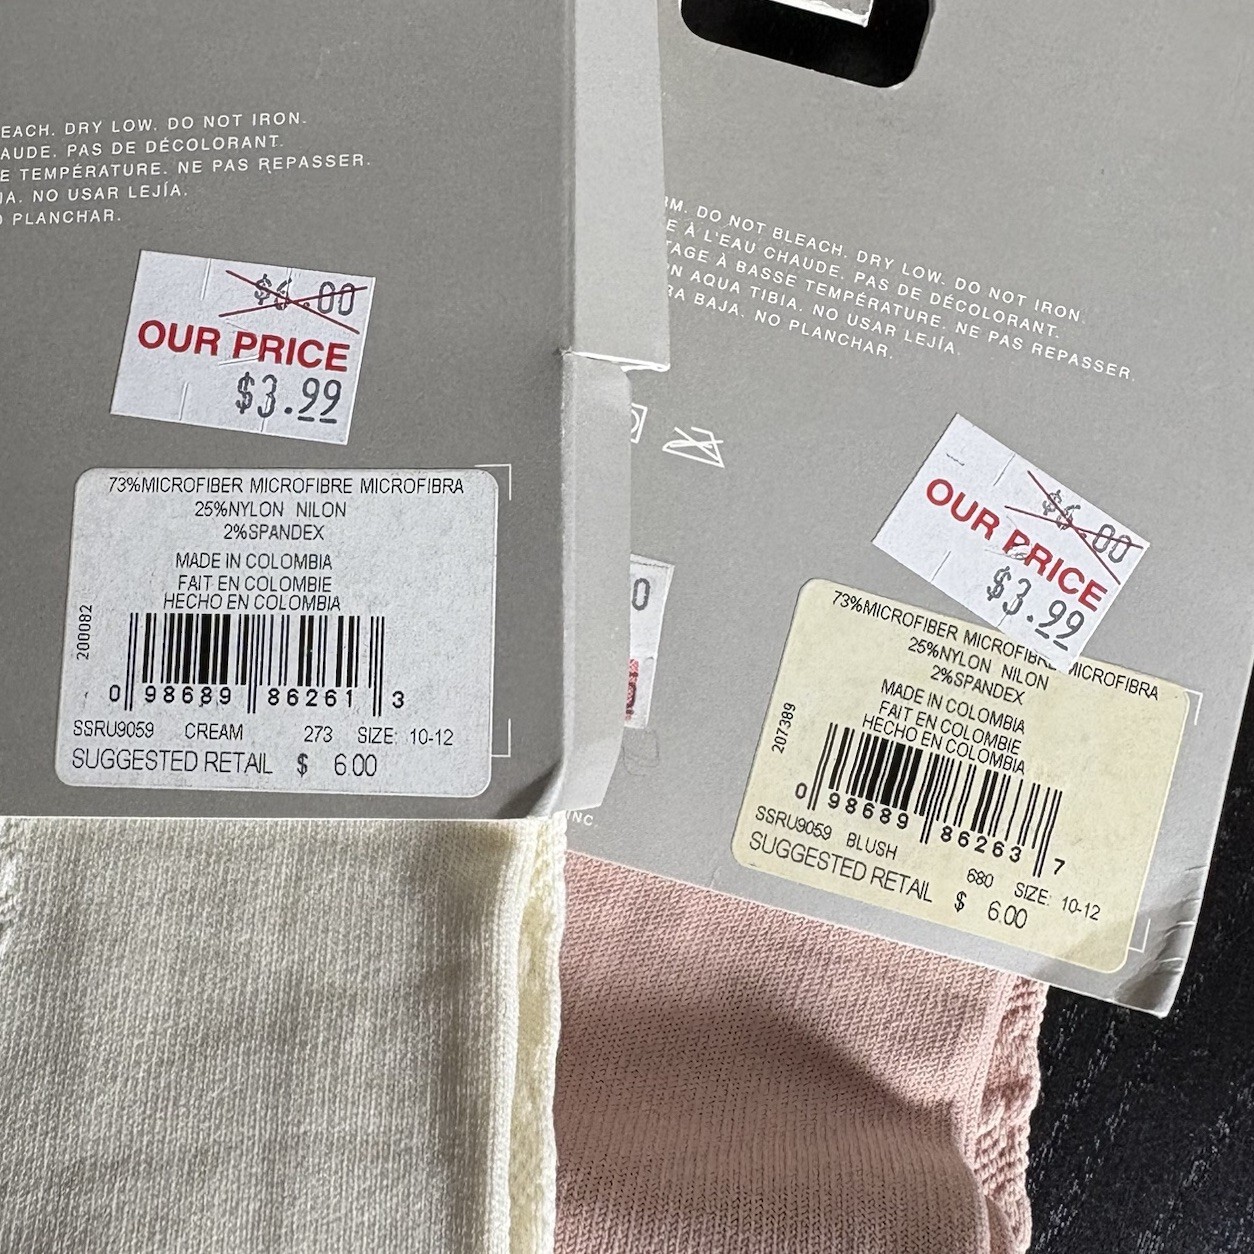 EACH. DRY LOW. DO NOT IRON.
AUDE. PAS DE DÉCOLORANT.
E TEMPÉRATURE. NE PAS REPASSER.
JA. NO USAR LEJÍA.
O PLANCHAR.
$6.00
OUR PRICE
$3.99
73%MICROFIBER MICROFIBRE MICROFIBRA
25%NYLON NILON
2%SPANDEX
MADE IN COLOMBIA
FAIT EN COLOMBIE
HECHO EN COLOMBIA
200082
0 98689 86261 3
SSRU9059 CREAM 273 SIZE: 10-12
SUGGESTED RETAIL $ 6.00
RM. DO NOT BLEACH. DRY LOW. DO NOT IRON.
E À L'EAU CHAUDE. PAS DE DÉCOLORANT.
TAGE À BASSE TEMPÉRATURE. NE PAS REPASSER.
N AQUA TIBIA. NO USAR LEJÍA.
RA BAJA. NO PLANCHAR.
$6.00
OUR PRICE
$3.99
0
73%MICROFIBER MICROFIBRE MICROFIBRA
25%NYLON NILON
2%SPANDEX
MADE IN COLOMBIA
FAIT EN COLOMBIE
HECHO EN COLOMBIA
207389
0 98689 86263 7
SSRU9059 BLUSH 680 SIZE: 10-12
SUGGESTED RETAIL $ 6.00
INC.